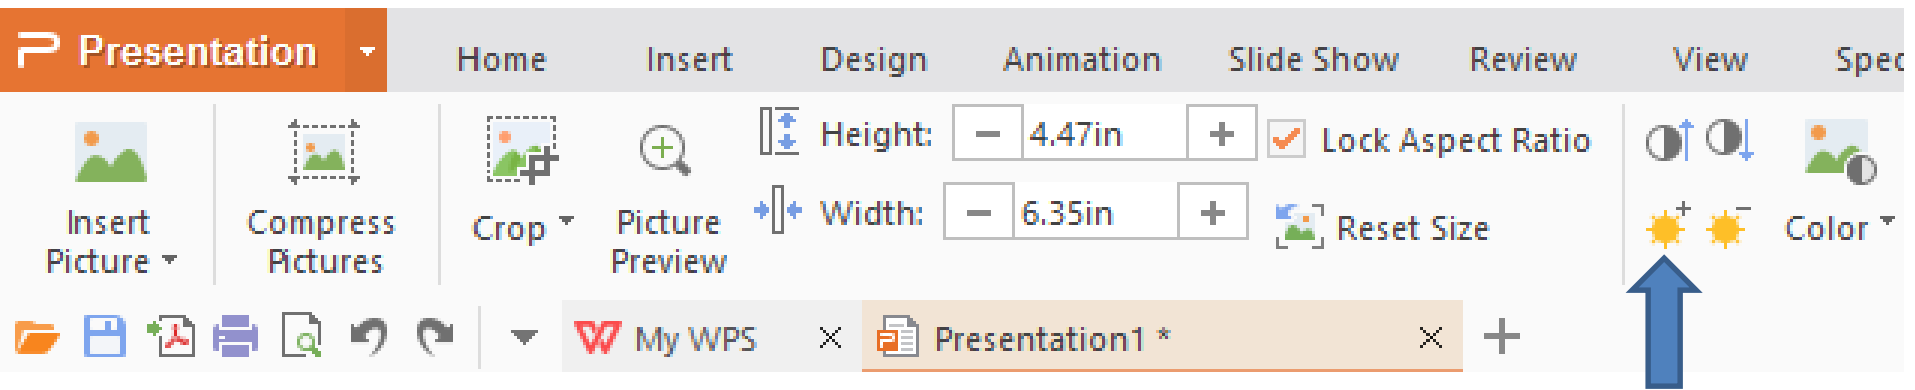 Presentation
Home Insert Design Animation Slide Show Review View Spec
Height: 4.47in Lock Aspect Ratio
Width: 6.35in Reset Size
Insert
Picture
Compress
Pictures
Crop
Picture
Preview
Color
My WPS
Presentation1 *